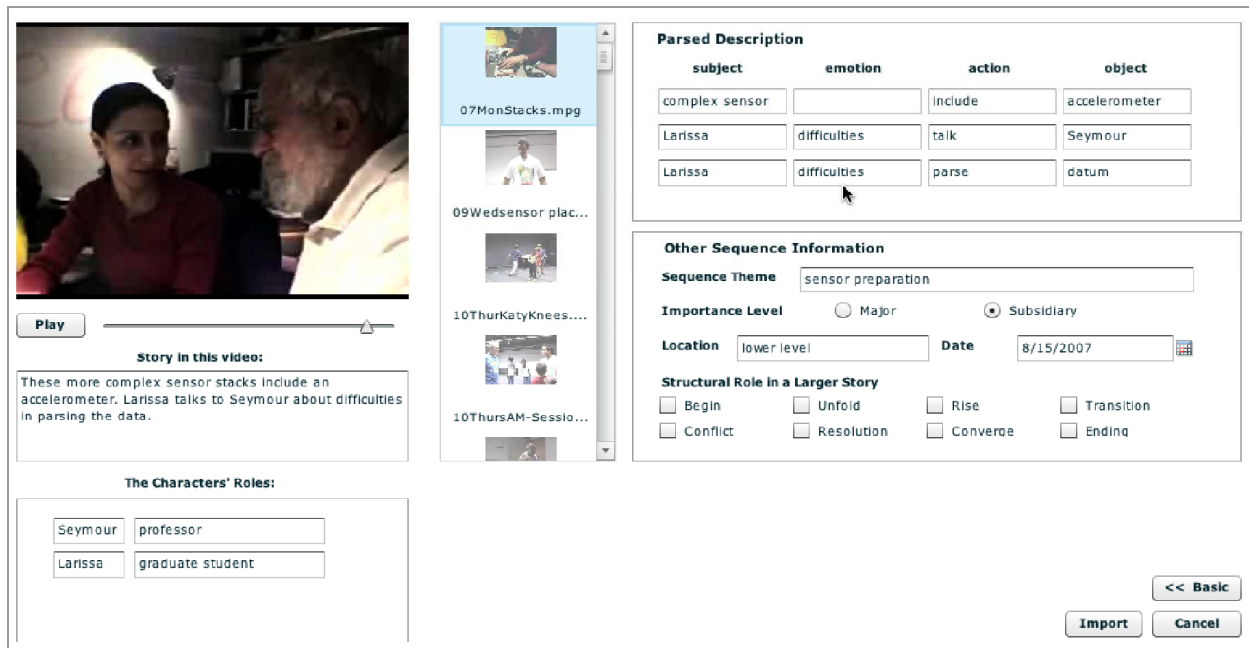 Play
Story in this video:
These more complex sensor stacks include an
accelerometer. Larissa talks to Seymour about difficulties
in parsing the data.
The Characters' Roles:
Seymour professor
Larissa graduate student
07MonStacks.mpg
09Wedsensor plac...
10ThurKatyKnees....
10ThursAM-Sessio...
Parsed Description
subject emotion action object
complex sensor include accelerometer
Larissa difficulties talk Seymour
Larissa difficulties parse datum
Other Sequence Information
Sequence Theme sensor preparation
Importance Level Major Subsidiary
Location lower level Date 8/15/2007
Structural Role in a Larger Story
Begin Unfold Rise Transition
Conflict Resolution Converge Ending
<< Basic
Import Cancel